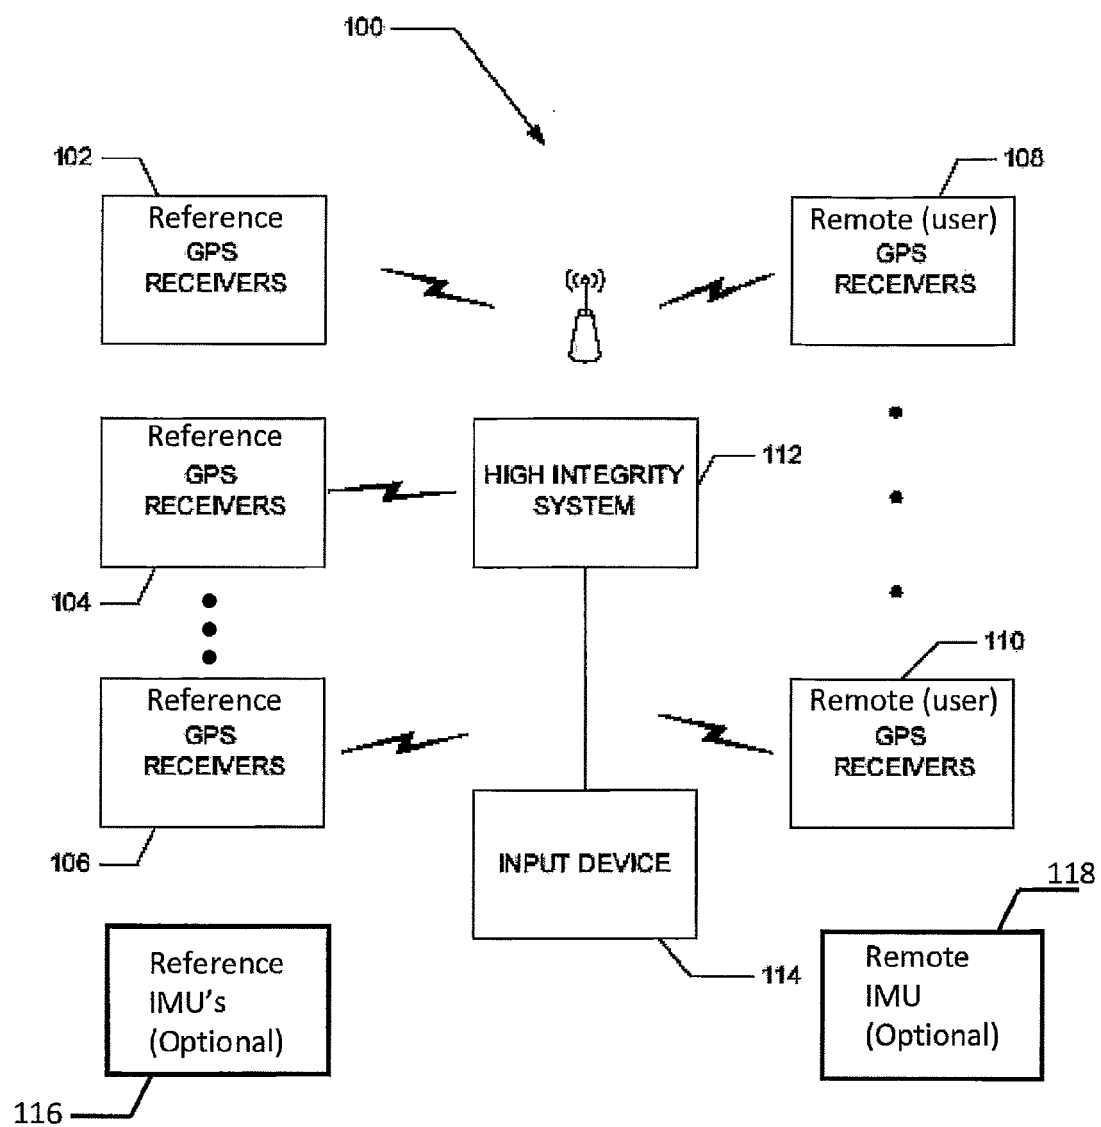 100
102
108
Reference
GPS
RECEIVERS
Remote (user)
GPS
RECEIVERS
Reference
GPS
RECEIVERS
HIGH INTEGRITY
SYSTEM
112
104
110
Reference
GPS
RECEIVERS
Remote (user)
GPS
RECEIVERS
106
INPUT DEVICE
118
114
Reference
IMU's
(Optional)
Remote
IMU
(Optional)
116